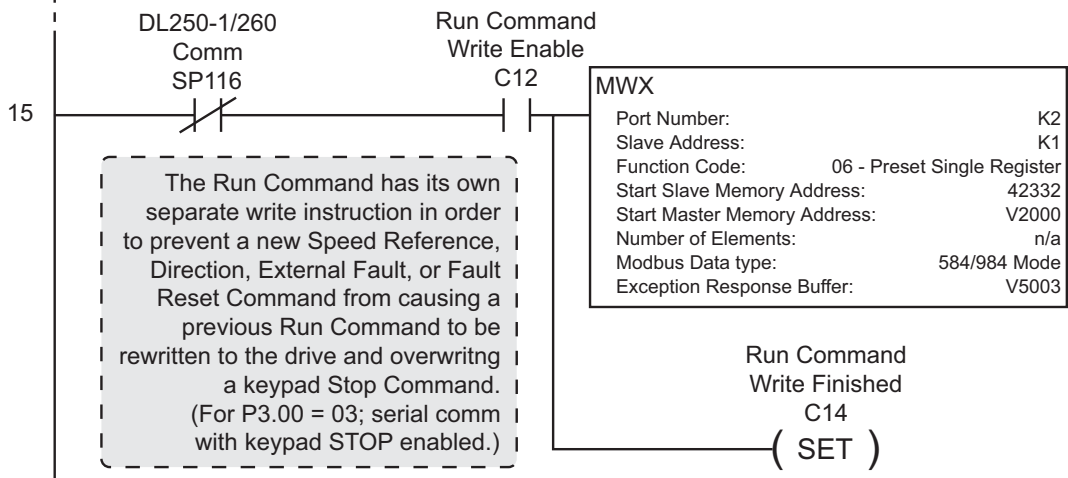 DL250-1/260
Comm
SP116
Run Command
Write Enable
C12
15
MWX
Port Number: K2
Slave Address: K1
Function Code: 06 - Preset Single Register
Start Slave Memory Address: 42332
Start Master Memory Address: V2000
Number of Elements: n/a
Modbus Data type: 584/984 Mode
Exception Response Buffer: V5003
The Run Command has its own
separate write instruction in order
to prevent a new Speed Reference,
Direction, External Fault, or Fault
Reset Command from causing a
previous Run Command to be
rewritten to the drive and overwritng
a keypad Stop Command.
(For P3.00 = 03; serial comm
with keypad STOP enabled.)
Run Command
Write Finished
C14
( SET )